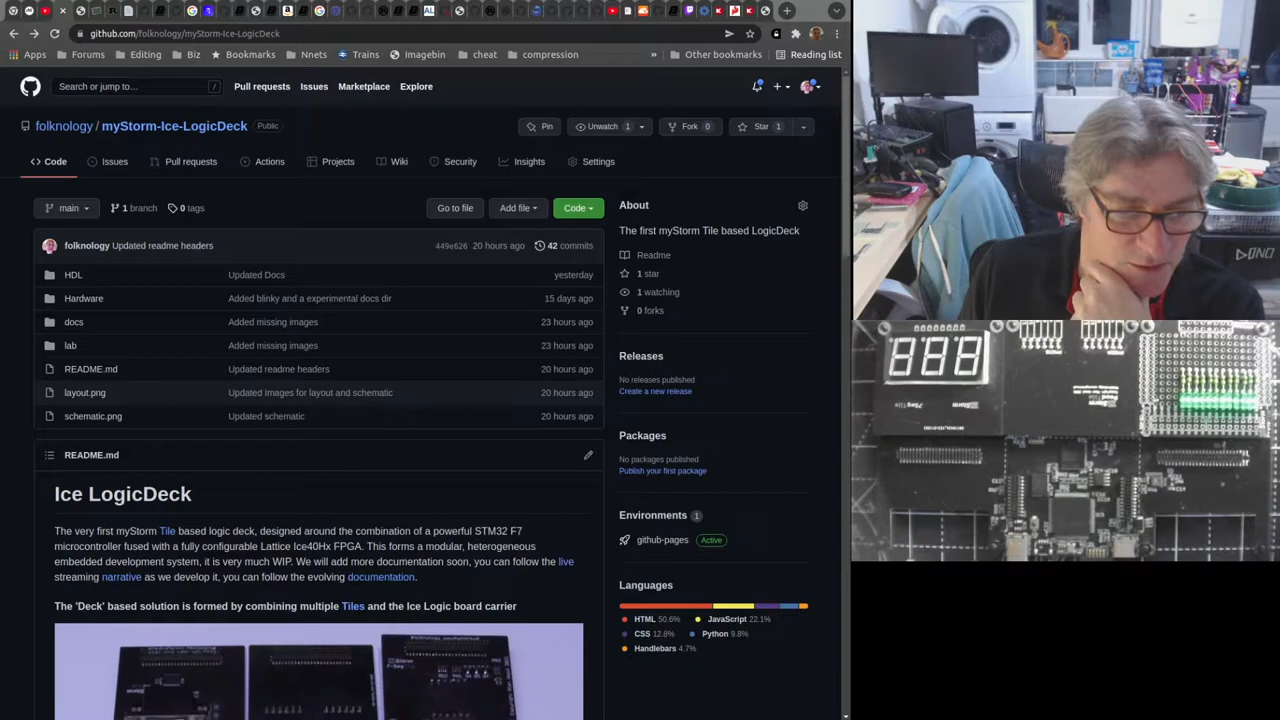 github.com/folknology/myStorm-Ice-LogicDeck
Apps Forums Editing Biz Broadcasting Nnets Trains Imagebin cheat compression » Other bookmarks Reading list
Search or jump to... / Pull requests Issues Marketplace Explore
folknology / myStorm-Ice-LogicDeck Public Pin Unwatch 1 Fork 0 Star 1
Code Issues Pull requests Actions Projects Wiki Security Insights Settings
main 1 branch 0 tags Go to file Add file Code
folknology Updated readme headers 449e626 20 hours ago 42 commits
HDL Updated Docs yesterday
Hardware Added blinky and a experimental docs dir 15 days ago
docs Added missing images 23 hours ago
lab Added missing images 23 hours ago
README.md Updated readme headers 20 hours ago
layout.png Updated Images for layout and schematic 20 hours ago
schematic.png Updated schematic 20 hours ago
README.md
Ice LogicDeck
The very first myStorm Tile based logic deck, designed around the combination of a powerful STM32 F7
microcontroller fused with a fully configurable Lattice Ice40Hx FPGA. This forms a modular, heterogeneous
embedded development system, it is very much WIP. We will add more documentation soon, you can follow the live
streaming narrative as we develop it, you can follow the evolving documentation.
The 'Deck' based solution is formed by combining multiple Tiles and the Ice Logic board carrier
About
The first myStorm Tile based LogicDeck
Readme
1 star
1 watching
0 forks
Releases
No releases published
Create a new release
Packages
No packages published
Publish your first package
Environments 1
github-pages Active
Languages
HTML 50.6% JavaScript 22.1%
CSS 12.8% Python 9.8%
Handlebars 4.7%
888